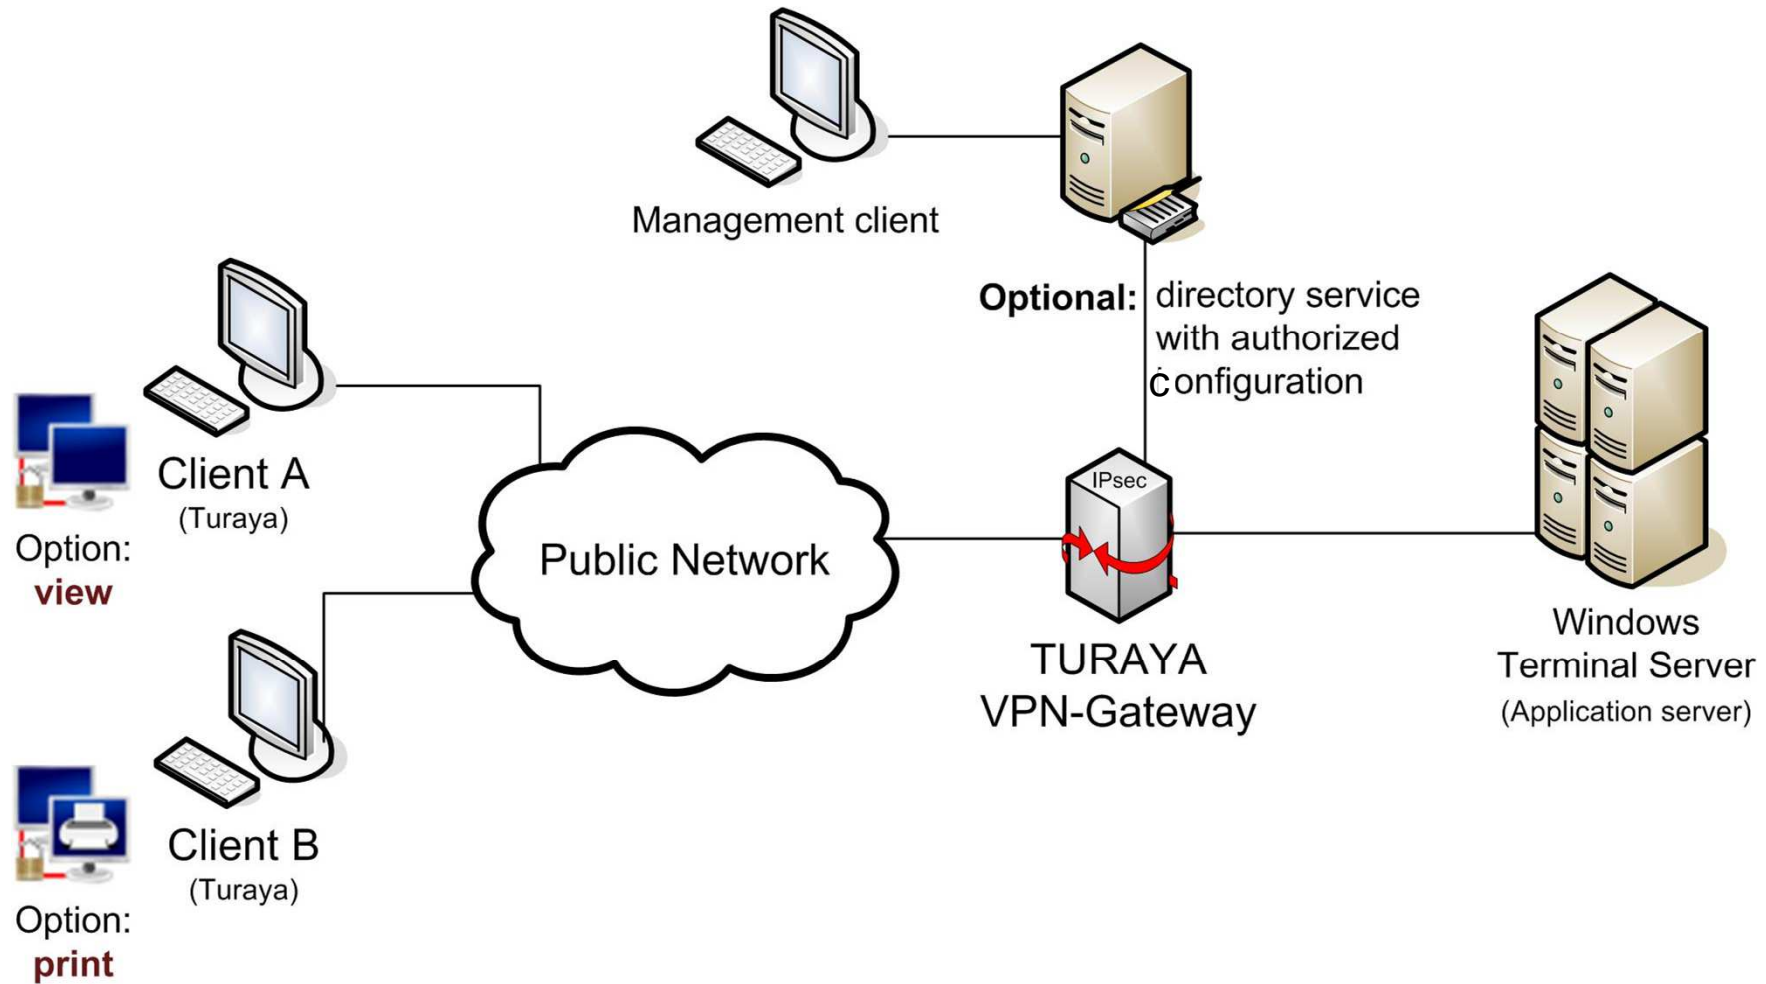 Management client
Optional: directory service
with authorized
configuration
Client A
(Turaya)
Option:
view
IPsec
Public Network
TURAYA
VPN-Gateway
Windows
Terminal Server
(Application server)
Client B
(Turaya)
Option:
print